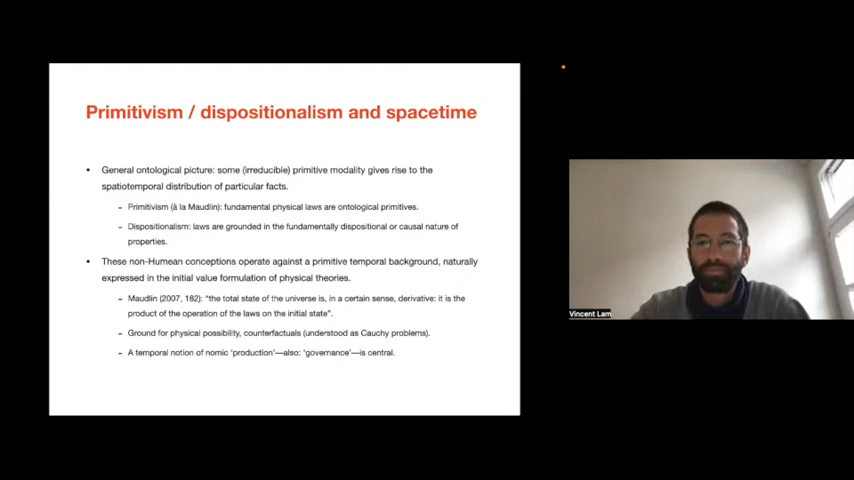 Primitivism / dispositionalism and spacetime
• General ontological picture: some (irreducible) primitive modality gives rise to the
spatiotemporal distribution of particular facts.
– Primitivism (à la Maudlin): fundamental physical laws are ontological primitives.
– Dispositionalism: laws are grounded in the fundamentally dispositional or causal nature of
properties.
• These non-Humean conceptions operate against a primitive temporal background, naturally
expressed in the initial value formulation of physical theories.
– Maudlin (2007, 182): “the total state of the universe is, in a certain sense, derivative: it is the
product of the operation of the laws on the initial state”.
– Ground for physical possibility, counterfactuals (understood as Cauchy problems).
– A temporal notion of nomic ‘production’—also: ‘governance’—is central.
Vincent Lam